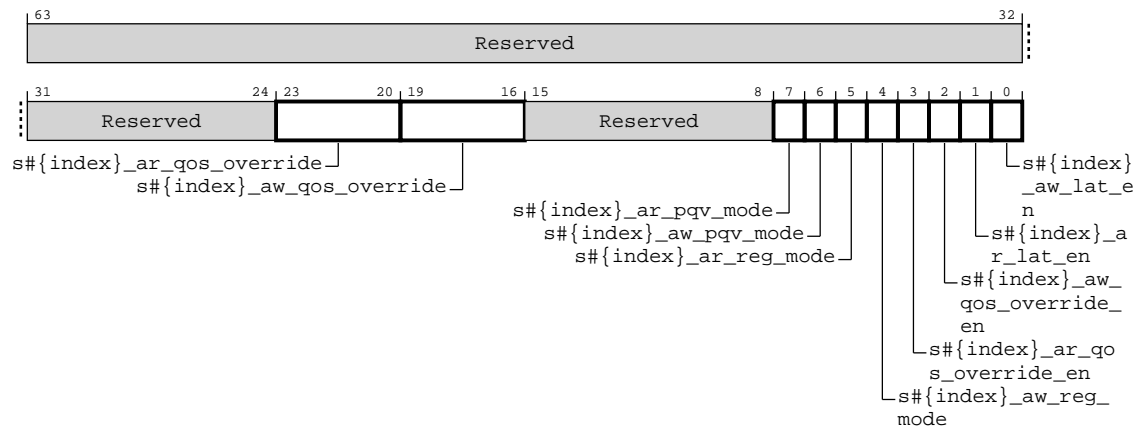 63 32
Reserved
31 24 23 20 19 16 15 8 7 6 5 4 3 2 1 0
Reserved Reserved
s#{index}_ar_qos_override
s#{index}_aw_qos_override
s#{index}_ar_pqv_mode
s#{index}_aw_pqv_mode
s#{index}_ar_reg_mode
s#{index}
_aw_lat_e
n
s#{index}_a
r_lat_en
s#{index}_aw_
qos_override_
en
s#{index}_ar_qo
s_override_en
s#{index}_aw_reg_
mode